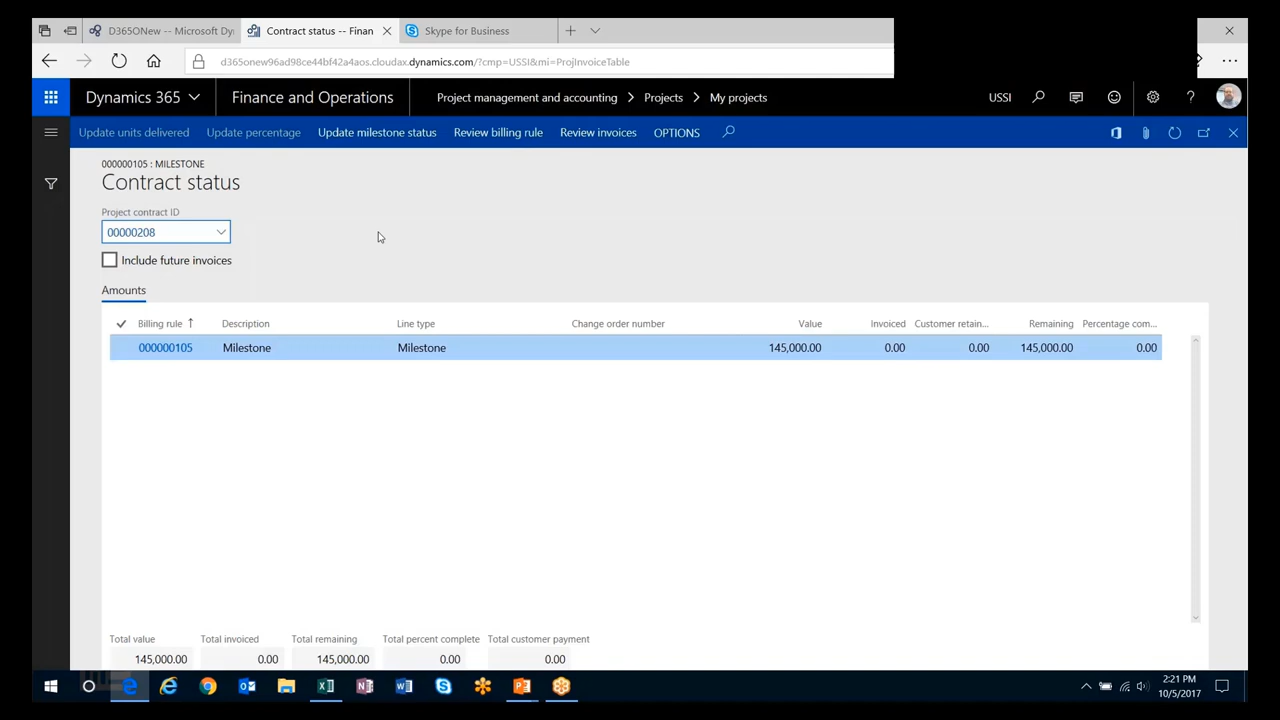 D365ONew -- Microsoft Dy
Contract status -- Finan
Skype for Business
d365onew96ad98ce44bf42a4aos.cloudax.dynamics.com/?cmp=USSI&mi=ProjInvoiceTable
Dynamics 365
Finance and Operations
Project management and accounting > Projects > My projects
USSI
Update units delivered
Update percentage
Update milestone status
Review billing rule
Review invoices
OPTIONS
000000105 : MILESTONE
Contract status
Project contract ID
00000208
Include future invoices
Amounts
Billing rule Description Line type Change order number Value Invoiced Customer retain... Remaining Percentage com...
000000105 Milestone Milestone 145,000.00 0.00 0.00 145,000.00 0.00
Total value Total invoiced Total remaining Total percent complete Total customer payment
145,000.00 0.00 145,000.00 0.00 0.00
2:21 PM
10/5/2017